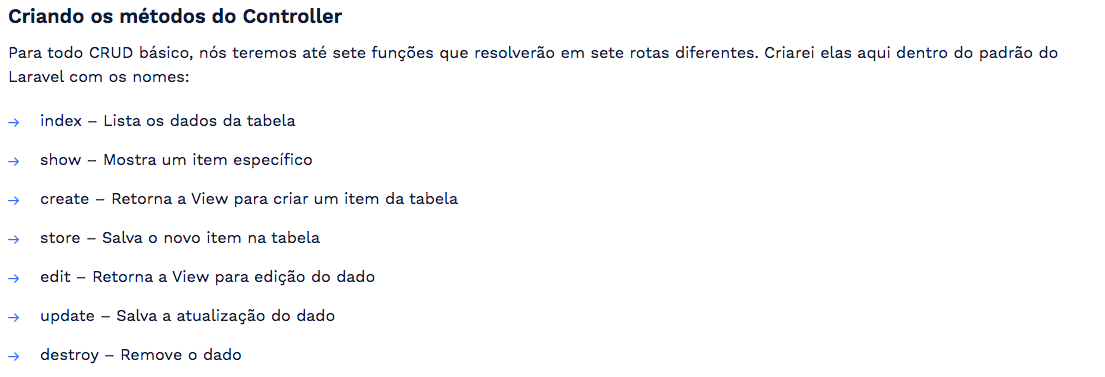 Criando os métodos do Controller
Para todo CRUD básico, nós teremos até sete funções que resolverão em sete rotas diferentes. Criarei elas aqui dentro do padrão do
Laravel com os nomes:
→ index – Lista os dados da tabela
→ show – Mostra um item específico
→ create – Retorna a View para criar um item da tabela
→ store – Salva o novo item na tabela
→ edit – Retorna a View para edição do dado
→ update – Salva a atualização do dado
→ destroy – Remove o dado